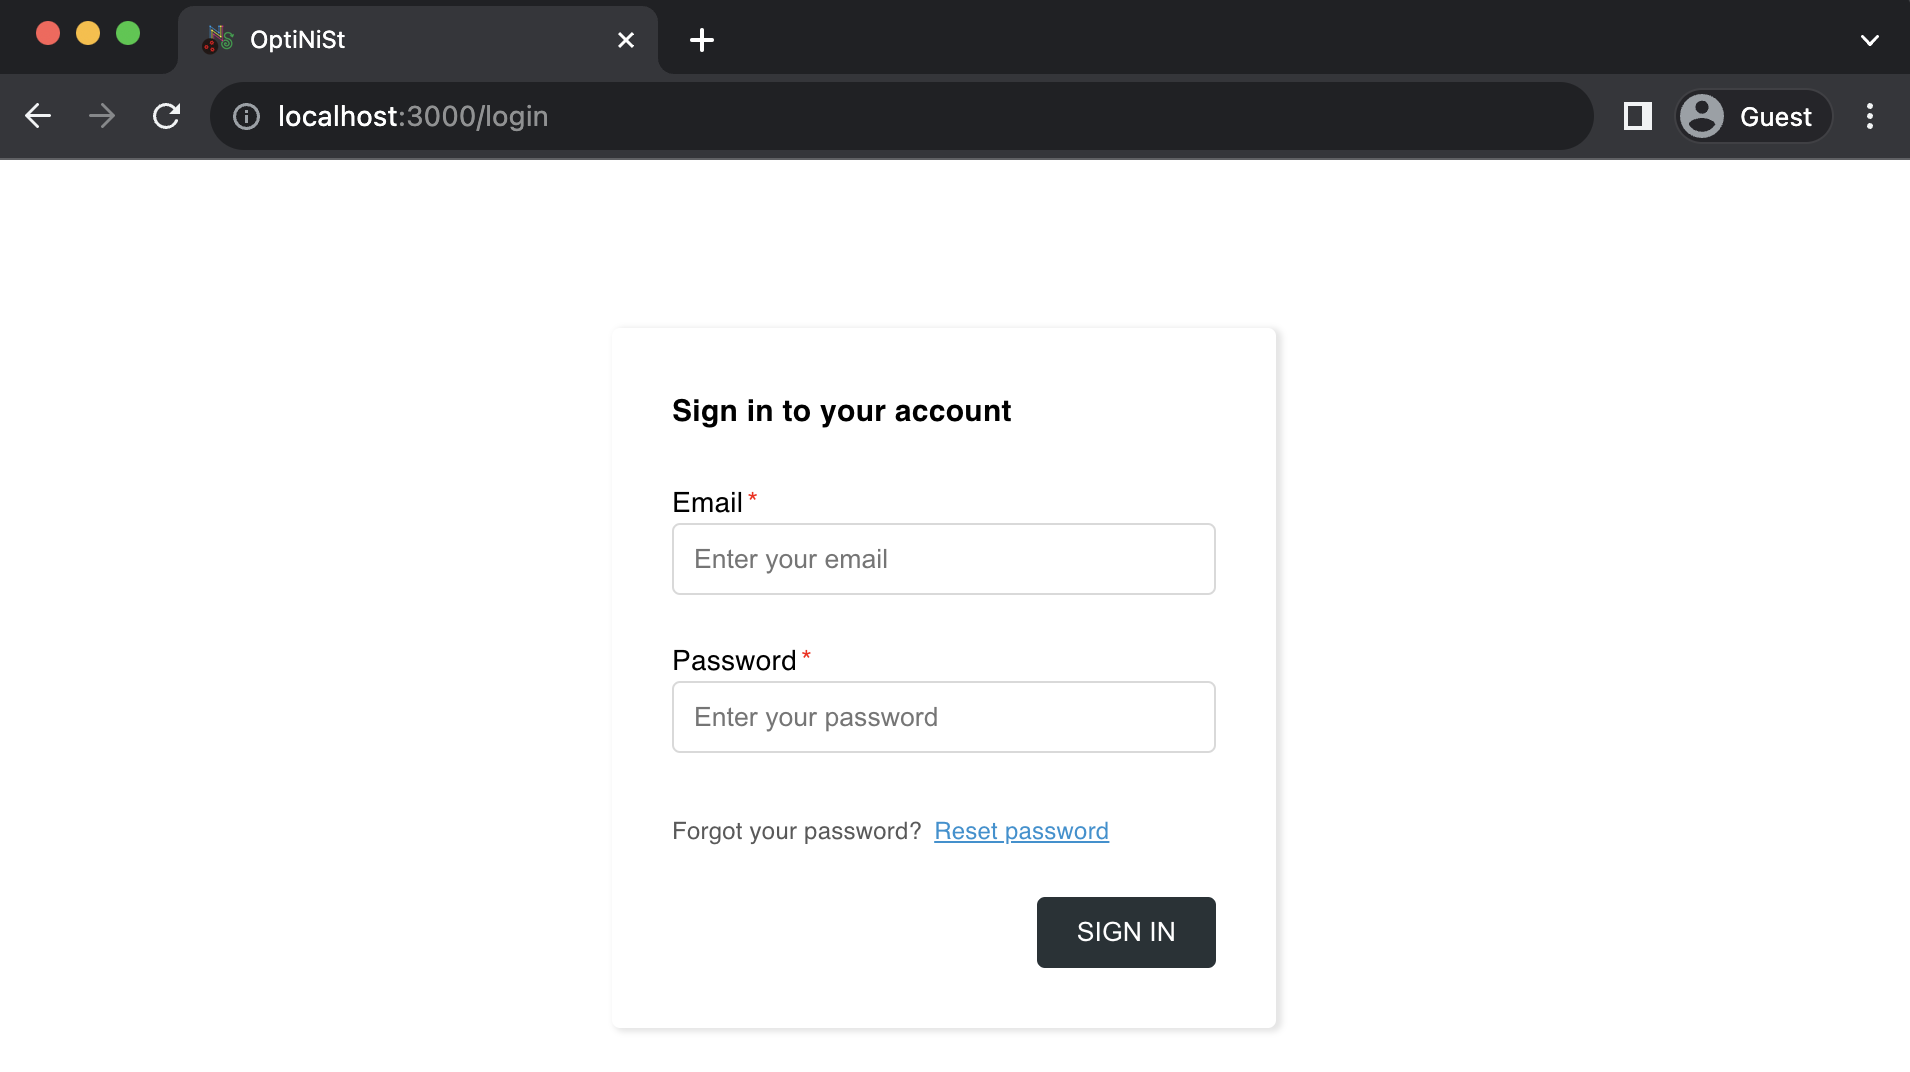 OptiNiSt
localhost:3000/login
Guest
Sign in to your account
Email *
Enter your email
Password *
Enter your password
Forgot your password? Reset password
SIGN IN